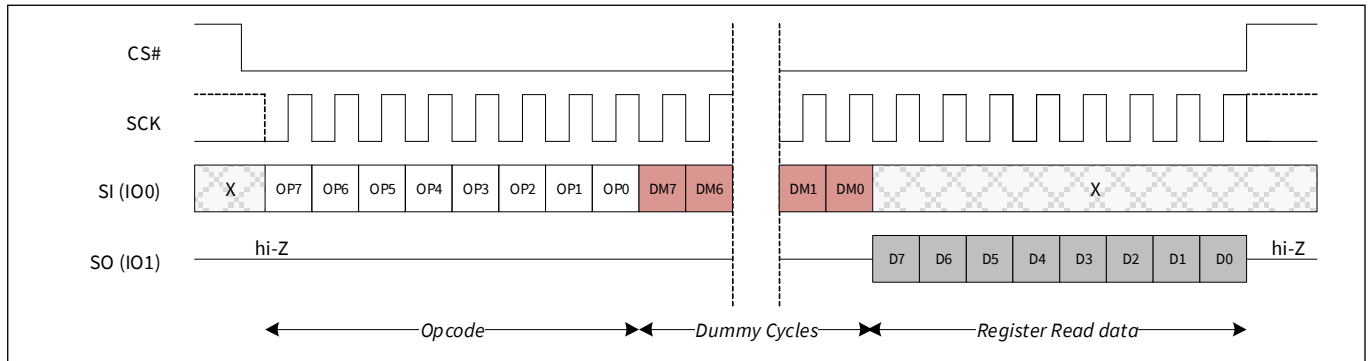 CS#
SCK
SI (IO0) X OP7 OP6 OP5 OP4 OP3 OP2 OP1 OP0 DM7 DM6 DM1 DM0 X
hi-Z hi-Z
SO (IO1) D7 D6 D5 D4 D3 D2 D1 D0
Opcode Dummy Cycles Register Read data